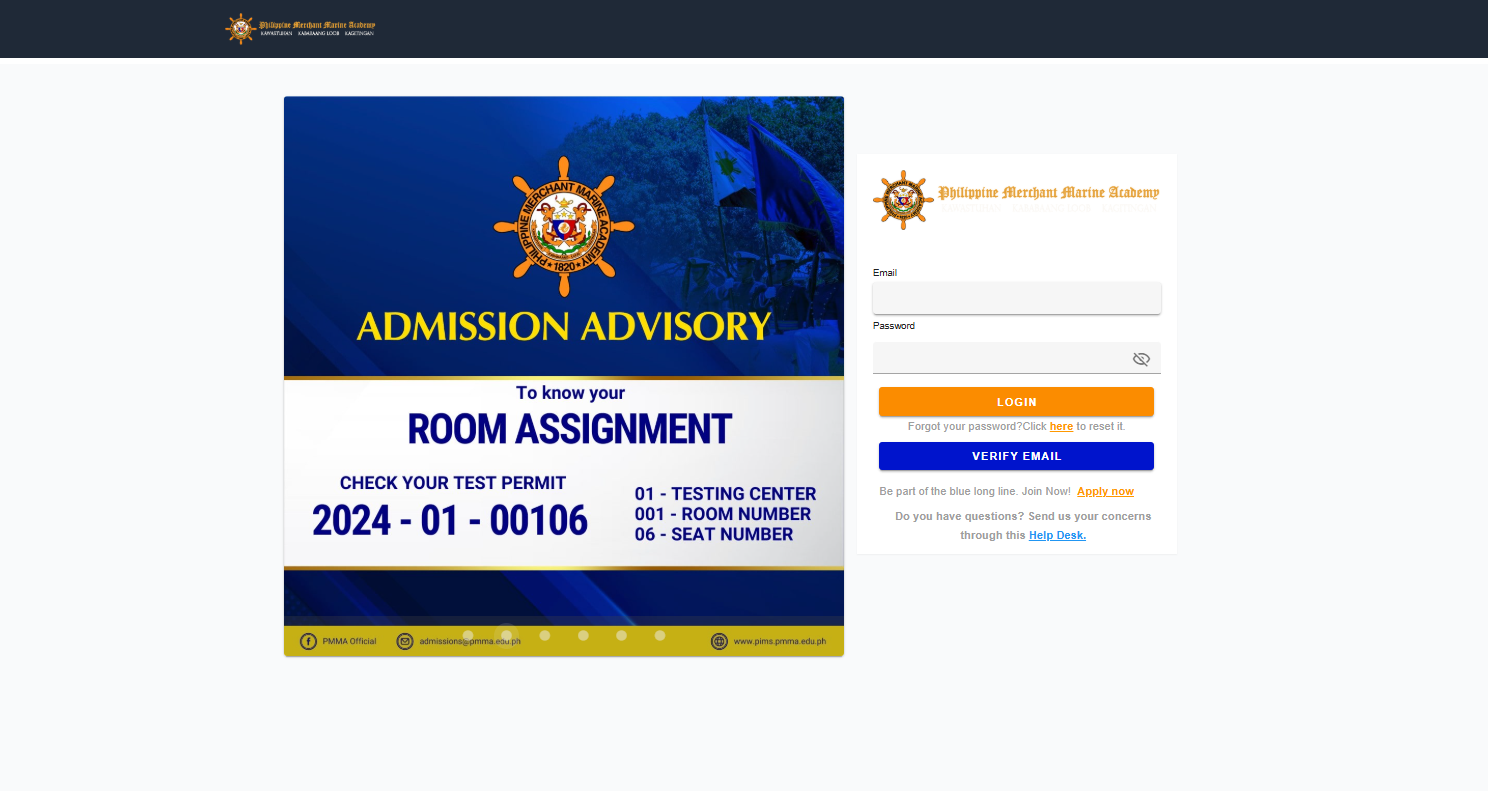 Philippine Merchant Marine Academy
KAWASTUHAN KABABAANG LOOB KAGITINGAN
PHILIPPINE MERCHANT MARINE ACADEMY
★ 1820 ★
ADMISSION ADVISORY
To know your
ROOM ASSIGNMENT
CHECK YOUR TEST PERMIT
2024 - 01 - 00106
01 - TESTING CENTER
001 - ROOM NUMBER
06 - SEAT NUMBER
PMMA Official
admissions@pmma.edu.ph
www.pims.pmma.edu.ph
Philippine Merchant Marine Academy
Email
Password
LOGIN
Forgot your password?Click here to reset it.
VERIFY EMAIL
Be part of the blue long line. Join Now! Apply now
Do you have questions? Send us your concerns
through this Help Desk.